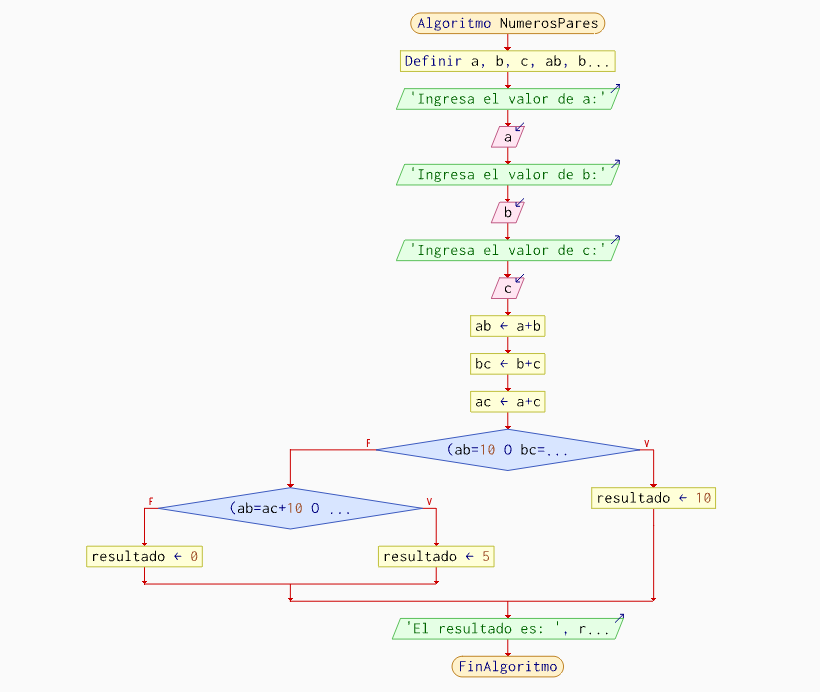 Algoritmo NumerosPares
Definir a, b, c, ab, b...
'Ingresa el valor de a:'
a
'Ingresa el valor de b:'
b
'Ingresa el valor de c:'
c
ab ← a+b
bc ← b+c
ac ← a+c
F
(ab=10 O bc=...
V
resultado ← 10
F
(ab=ac+10 O ...
V
resultado ← 0
resultado ← 5
'El resultado es: ', r...
FinAlgoritmo